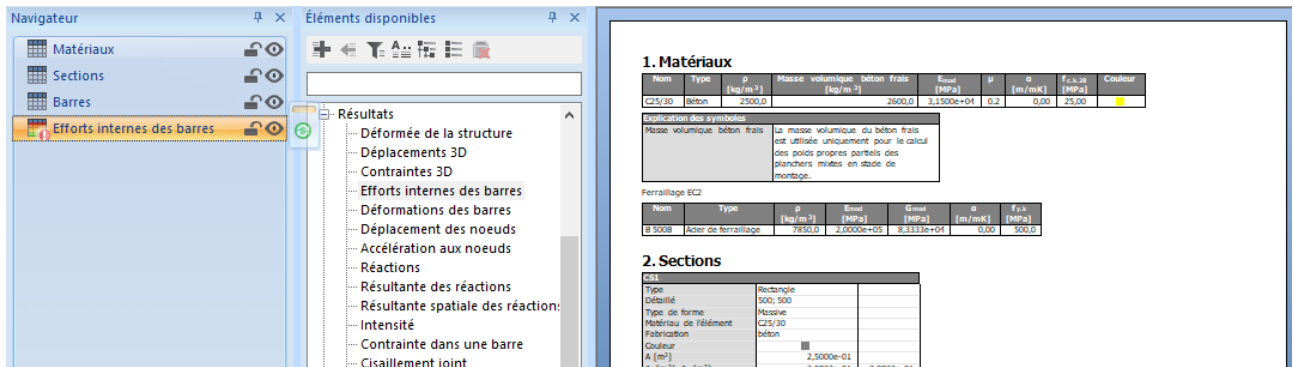 Navigateur
Matériaux
Sections
Barres
Efforts internes des barres
Éléments disponibles
Résultats
Déformée de la structure
Déplacements 3D
Contraintes 3D
Efforts internes des barres
Déformations des barres
Déplacement des noeuds
Accélération aux noeuds
Réactions
Résultante des réactions
Résultante spatiale des réactions
Intensité
Contrainte dans une barre
Cisaillement joint
1. Matériaux
Nom Type ρ Masse volumique béton frais Emod μ α fc,k,28 Couleur
[kg/m³] [kg/m³] [MPa] [m/mK] [MPa]
C25/30 Béton 2500,0 2600,0 3,1500e+04 0.2 0,00 25,00
Explication des symboles
Masse volumique béton frais La masse volumique du béton frais
est utilisée uniquement pour le calcul
des poids propres partiels des
planchers mixtes en stade de
montage.
Ferraillage EC2
Nom Type ρ Emod Gmod α fy,k
[kg/m³] [MPa] [MPa] [m/mK] [MPa]
B 500B Acier de ferraillage 7850,0 2,0000e+05 8,3333e+04 0,00 500,0
2. Sections
CS1
Type Rectangle
Détaillé 500; 500
Type de forme Massive
Matériau de l'élément C25/30
Fabrication béton
Couleur
A [m²] 2,5000e-01